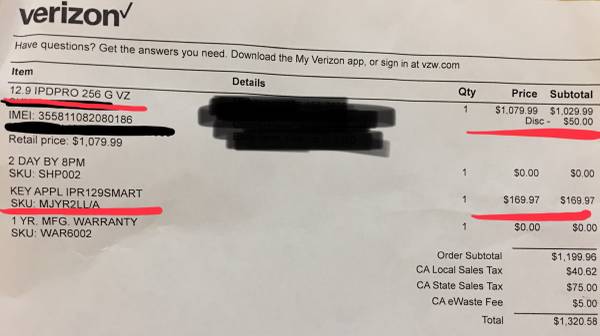 verizon✓
Have questions? Get the answers you need. Download the My Verizon app, or sign in at vzw.com
Item Details Qty Price Subtotal
12.9 IPDPRO 256 G VZ 1 $1,079.99 $1,029.99
Disc - $50.00
IMEI: 355811082080186
Retail price: $1,079.99
2 DAY BY 8PM 1 $0.00 $0.00
SKU: SHP002
KEY APPL IPR129SMART 1 $169.97 $169.97
SKU: MJYR2LL/A
1 YR. MFG. WARRANTY 1 $0.00 $0.00
SKU: WAR6002
Order Subtotal $1,199.96
CA Local Sales Tax $40.62
CA State Sales Tax $75.00
CA eWaste Fee $5.00
Total $1,320.58